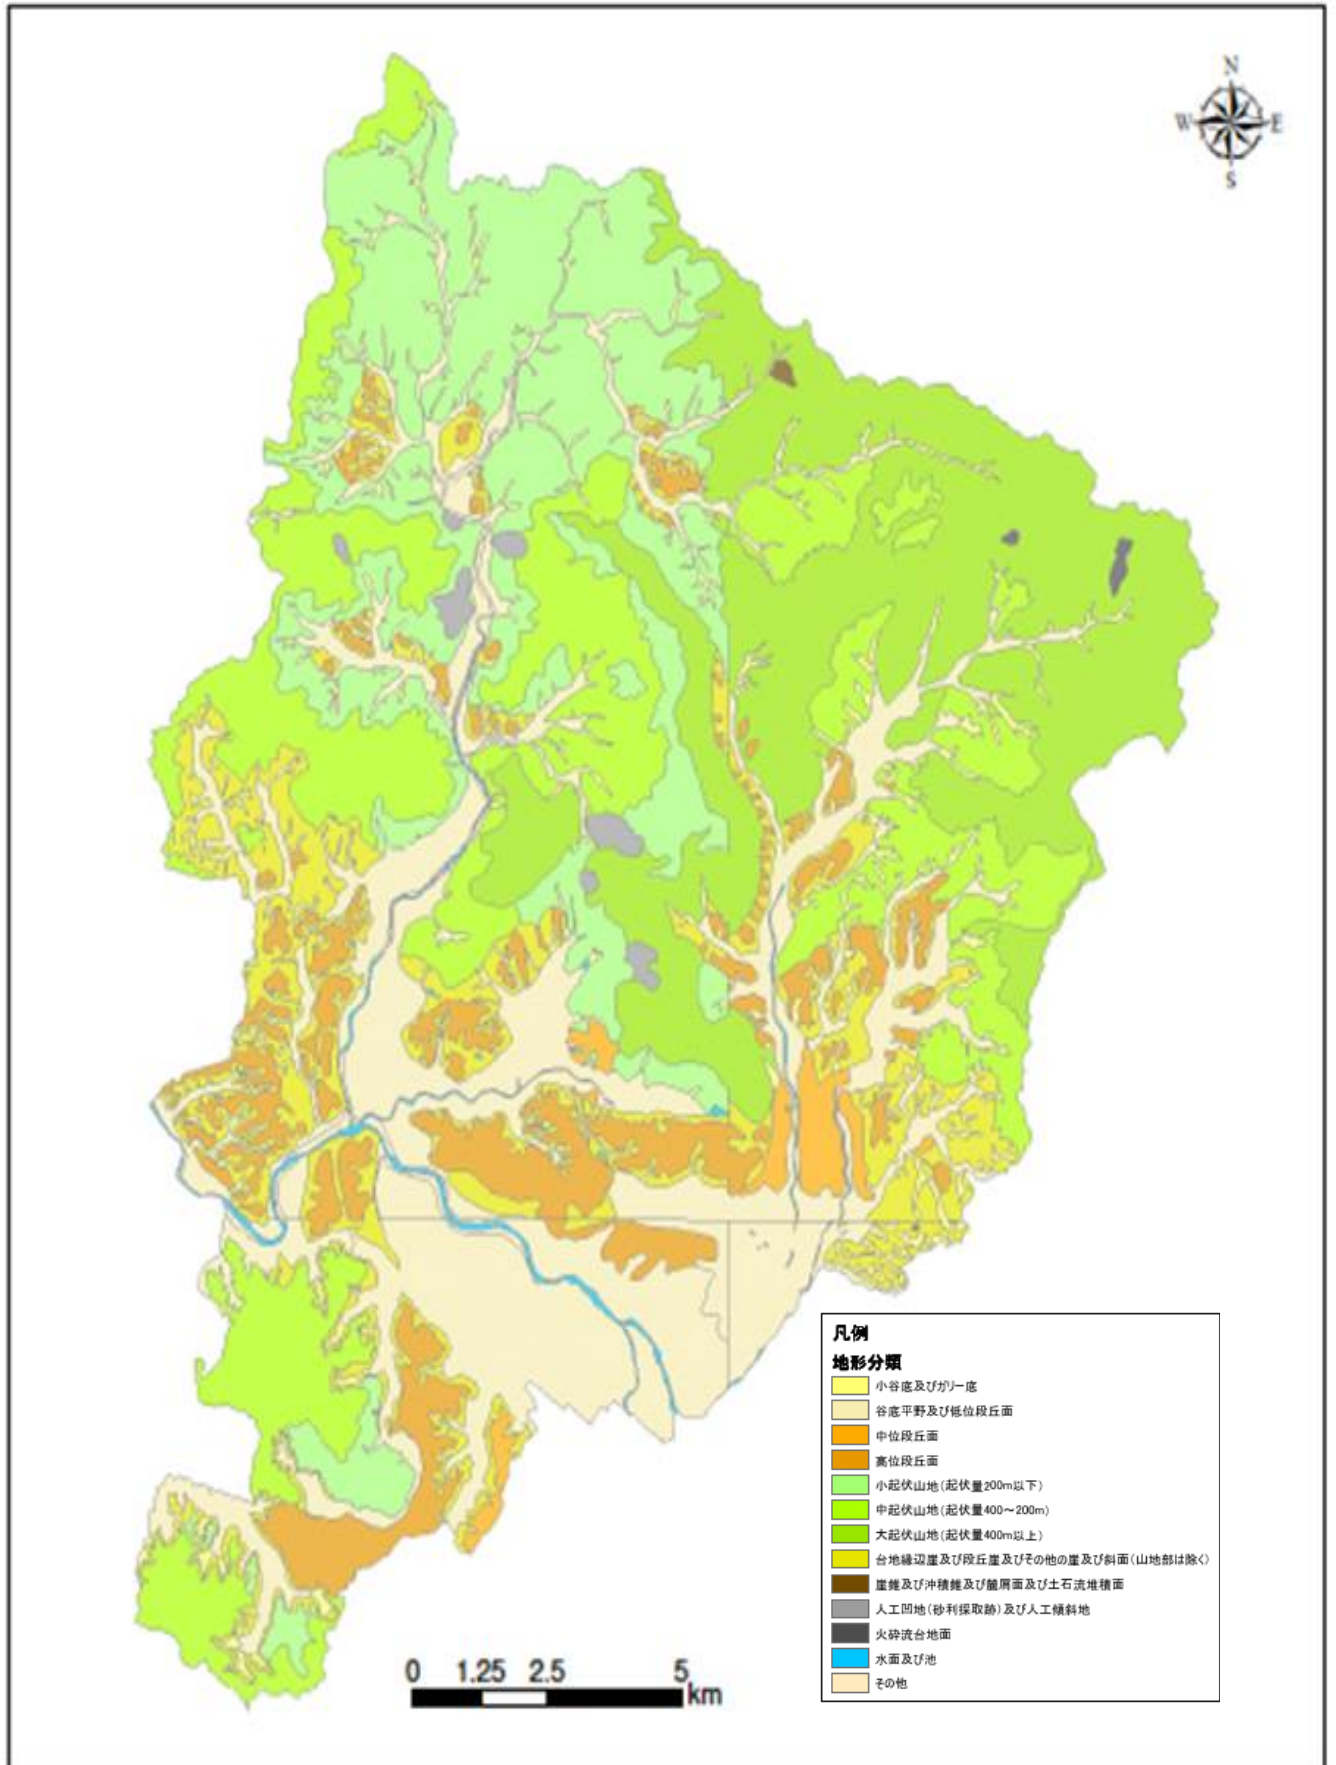 N
W E
S
凡例
地形分類
小谷底及びガリー底
谷底平野及び低位段丘面
中位段丘面
高位段丘面
小起伏山地(起伏量200m以下)
中起伏山地(起伏量400～200m)
大起伏山地(起伏量400m以上)
台地縁辺崖及び段丘崖及びその他の崖及び斜面(山地部は除く)
崖錐及び沖積錐及び麓屑面及び土石流堆積面
人工凹地(砂利採取跡)及び人工傾斜地
火砕流台地面
水面及び池
その他
0 1.25 2.5 5
km